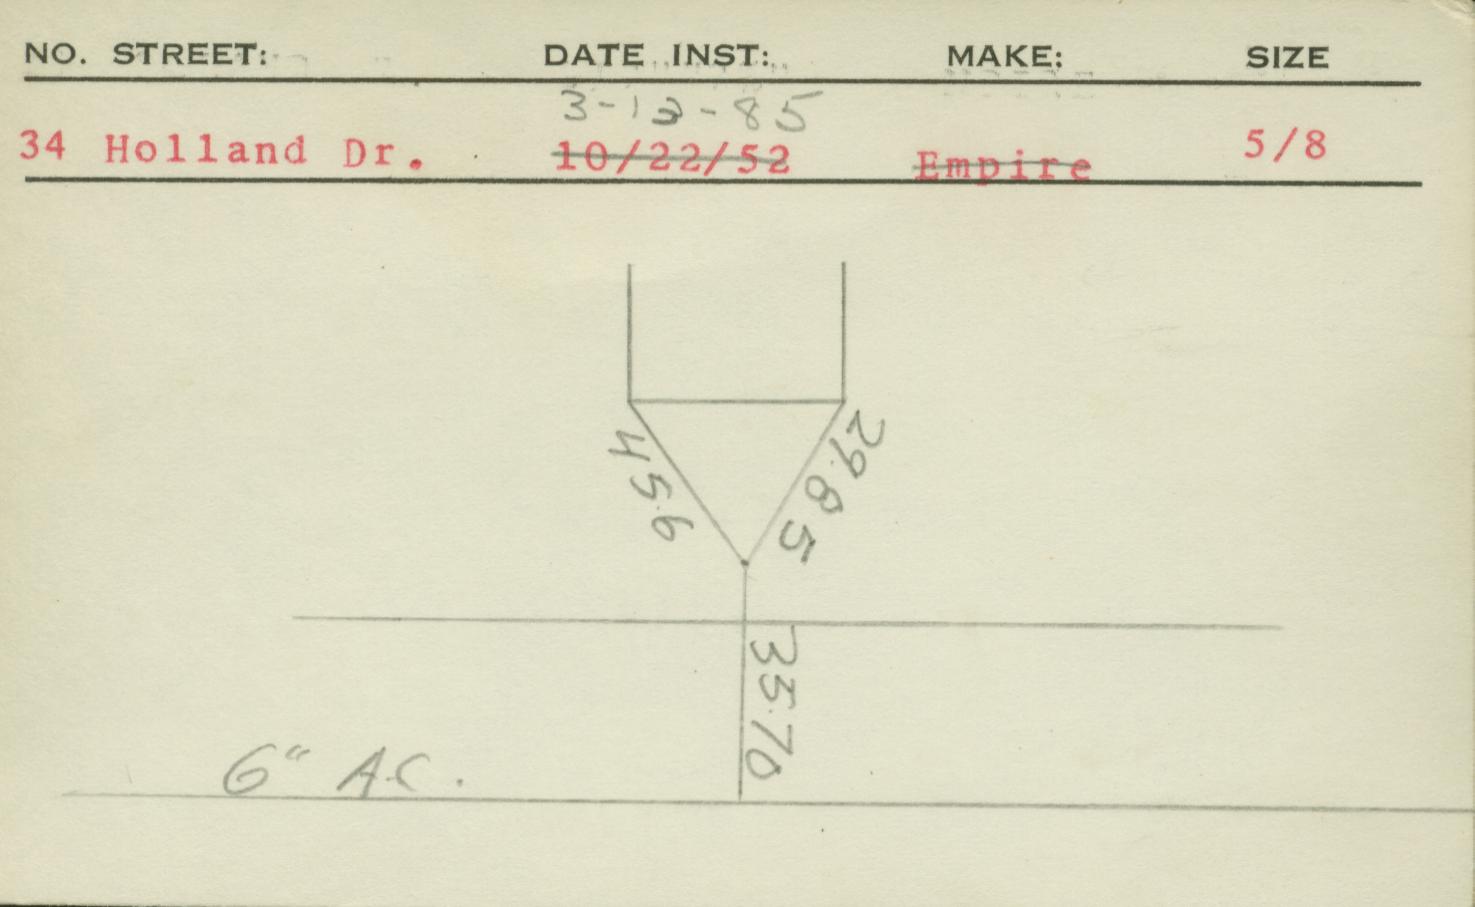 NO. STREET: DATE INST: MAKE: SIZE
3-13-85
34 Holland Dr. 10/22/52 Empire 5/8
45.6
29.85
35.70
6" A.C.